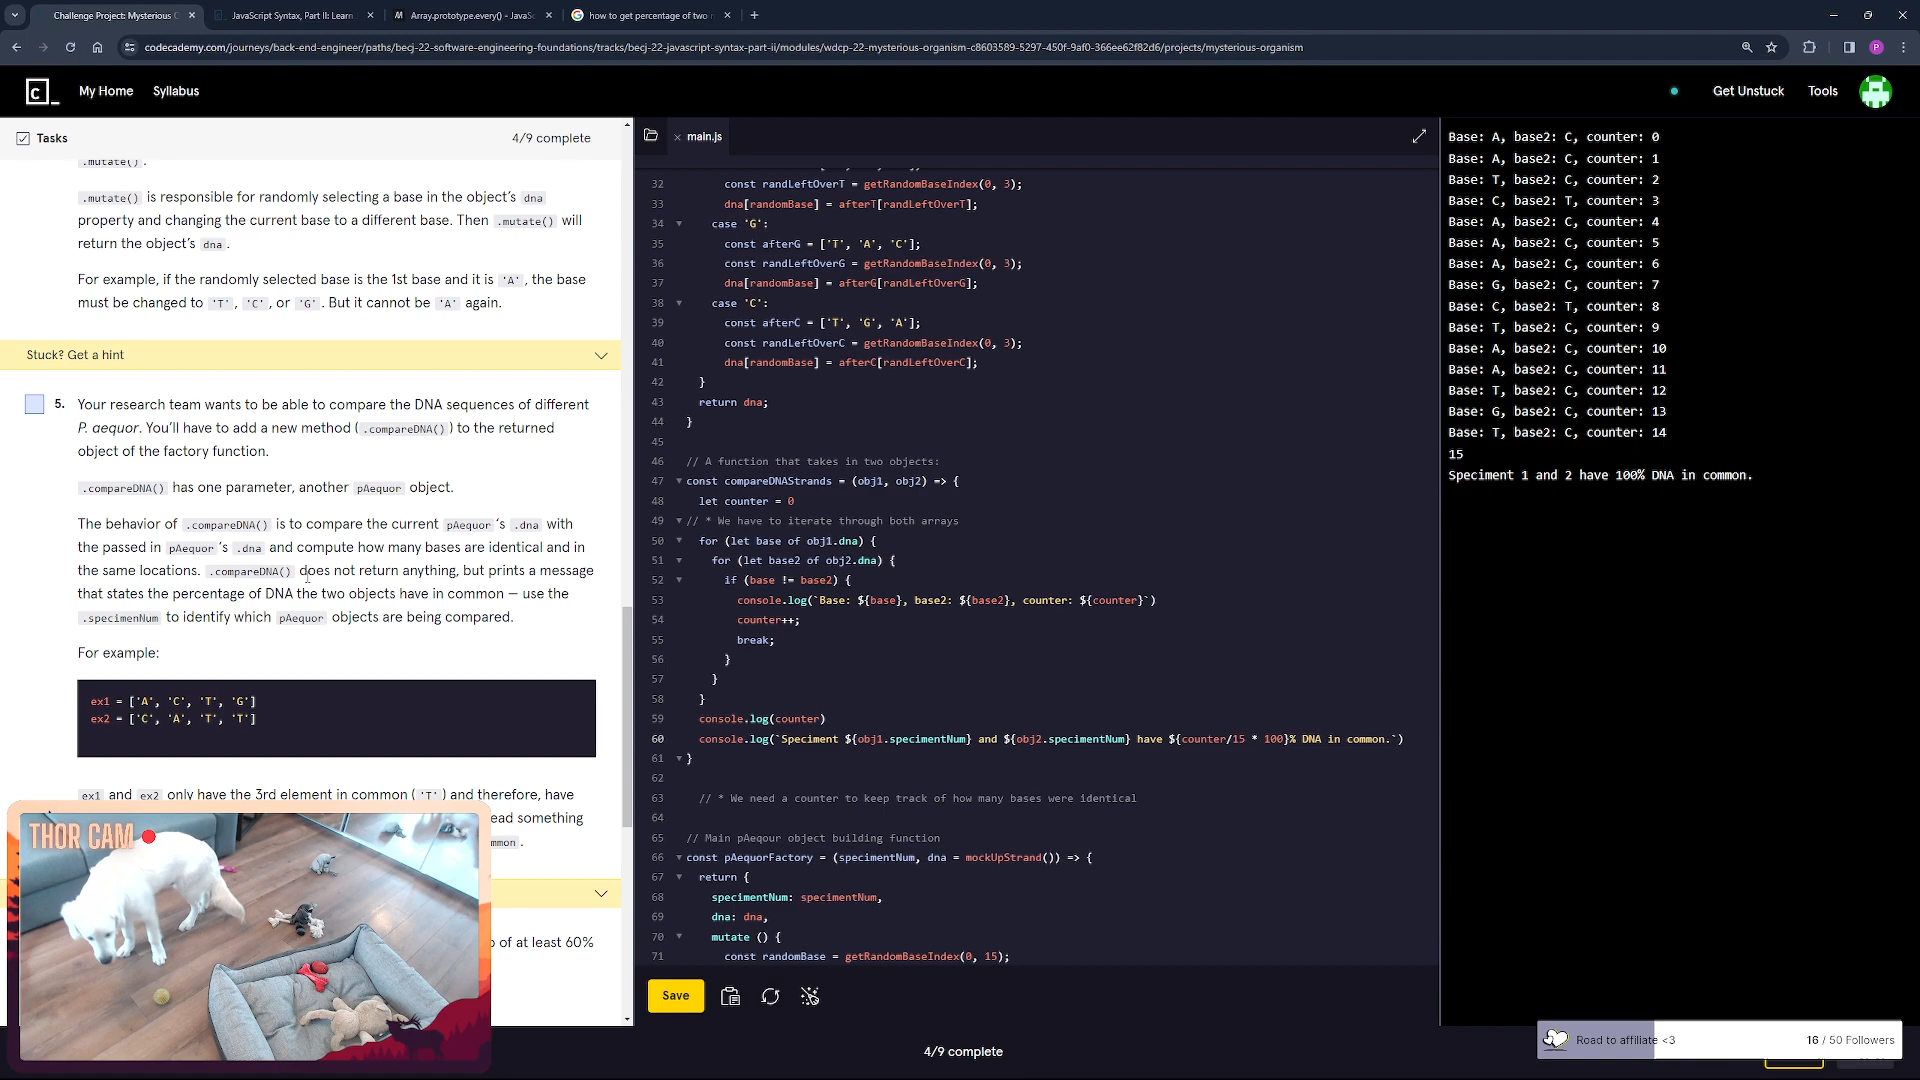 Challenge Project: Mysterious C
JavaScript Syntax, Part II: Learn
Array.prototype.every() - JavaSc
how to get percentage of two n
codecademy.com/journeys/back-end-engineer/paths/becj-22-software-engineering-foundations/tracks/becj-22-javascript-syntax-part-ii/modules/wdcp-22-mysterious-organism-c8603589-5297-450f-9af0-366ee62f82d6/projects/mysterious-organism
My Home
Syllabus
Get Unstuck
Tools
Tasks
4/9 complete
.mutate() .
.mutate() is responsible for randomly selecting a base in the object's dna
property and changing the current base to a different base. Then .mutate() will
return the object's dna .
For example, if the randomly selected base is the 1st base and it is 'A' , the base
must be changed to 'T' , 'C' , or 'G' . But it cannot be 'A' again.
Stuck? Get a hint
5. Your research team wants to be able to compare the DNA sequences of different
P. aequor. You'll have to add a new method ( .compareDNA() ) to the returned
object of the factory function.
.compareDNA() has one parameter, another pAequor object.
The behavior of .compareDNA() is to compare the current pAequor 's .dna with
the passed in pAequor 's .dna and compute how many bases are identical and in
the same locations. .compareDNA() does not return anything, but prints a message
that states the percentage of DNA the two objects have in common — use the
.specimenNum to identify which pAequor objects are being compared.
For example:
ex1 = ['A', 'C', 'T', 'G']
ex2 = ['C', 'A', 'T', 'T']
ex1 and ex2 only have the 3rd element in common ( 'T' ) and therefore, have
ead something
mmon .
o of at least 60%
THOR CAM
main.js
32 const randLeftOverT = getRandomBaseIndex(0, 3);
33 dna[randomBase] = afterT[randLeftOverT];
34 case 'G':
35 const afterG = ['T', 'A', 'C'];
36 const randLeftOverG = getRandomBaseIndex(0, 3);
37 dna[randomBase] = afterG[randLeftOverG];
38 case 'C':
39 const afterC = ['T', 'G', 'A'];
40 const randLeftOverC = getRandomBaseIndex(0, 3);
41 dna[randomBase] = afterC[randLeftOverC];
42 }
43 return dna;
44 }
45
46 // A function that takes in two objects:
47 const compareDNAStrands = (obj1, obj2) => {
48 let counter = 0
49 // * We have to iterate through both arrays
50 for (let base of obj1.dna) {
51 for (let base2 of obj2.dna) {
52 if (base != base2) {
53 console.log(`Base: ${base}, base2: ${base2}, counter: ${counter}`)
54 counter++;
55 break;
56 }
57 }
58 }
59 console.log(counter)
60 console.log(`Speciment ${obj1.specimentNum} and ${obj2.specimentNum} have ${counter/15 * 100}% DNA in common.`)
61 }
62
63 // * We need a counter to keep track of how many bases were identical
64
65 // Main pAeqour object building function
66 const pAequorFactory = (specimentNum, dna = mockUpStrand()) => {
67 return {
68 specimentNum: specimentNum,
69 dna: dna,
70 mutate () {
71 const randomBase = getRandomBaseIndex(0, 15);
Save
4/9 complete
Base: A, base2: C, counter: 0
Base: A, base2: C, counter: 1
Base: T, base2: C, counter: 2
Base: C, base2: T, counter: 3
Base: A, base2: C, counter: 4
Base: A, base2: C, counter: 5
Base: A, base2: C, counter: 6
Base: G, base2: C, counter: 7
Base: C, base2: T, counter: 8
Base: T, base2: C, counter: 9
Base: A, base2: C, counter: 10
Base: A, base2: C, counter: 11
Base: T, base2: C, counter: 12
Base: G, base2: C, counter: 13
Base: T, base2: C, counter: 14
15
Speciment 1 and 2 have 100% DNA in common.
Road to affiliate <3
16 / 50 Followers